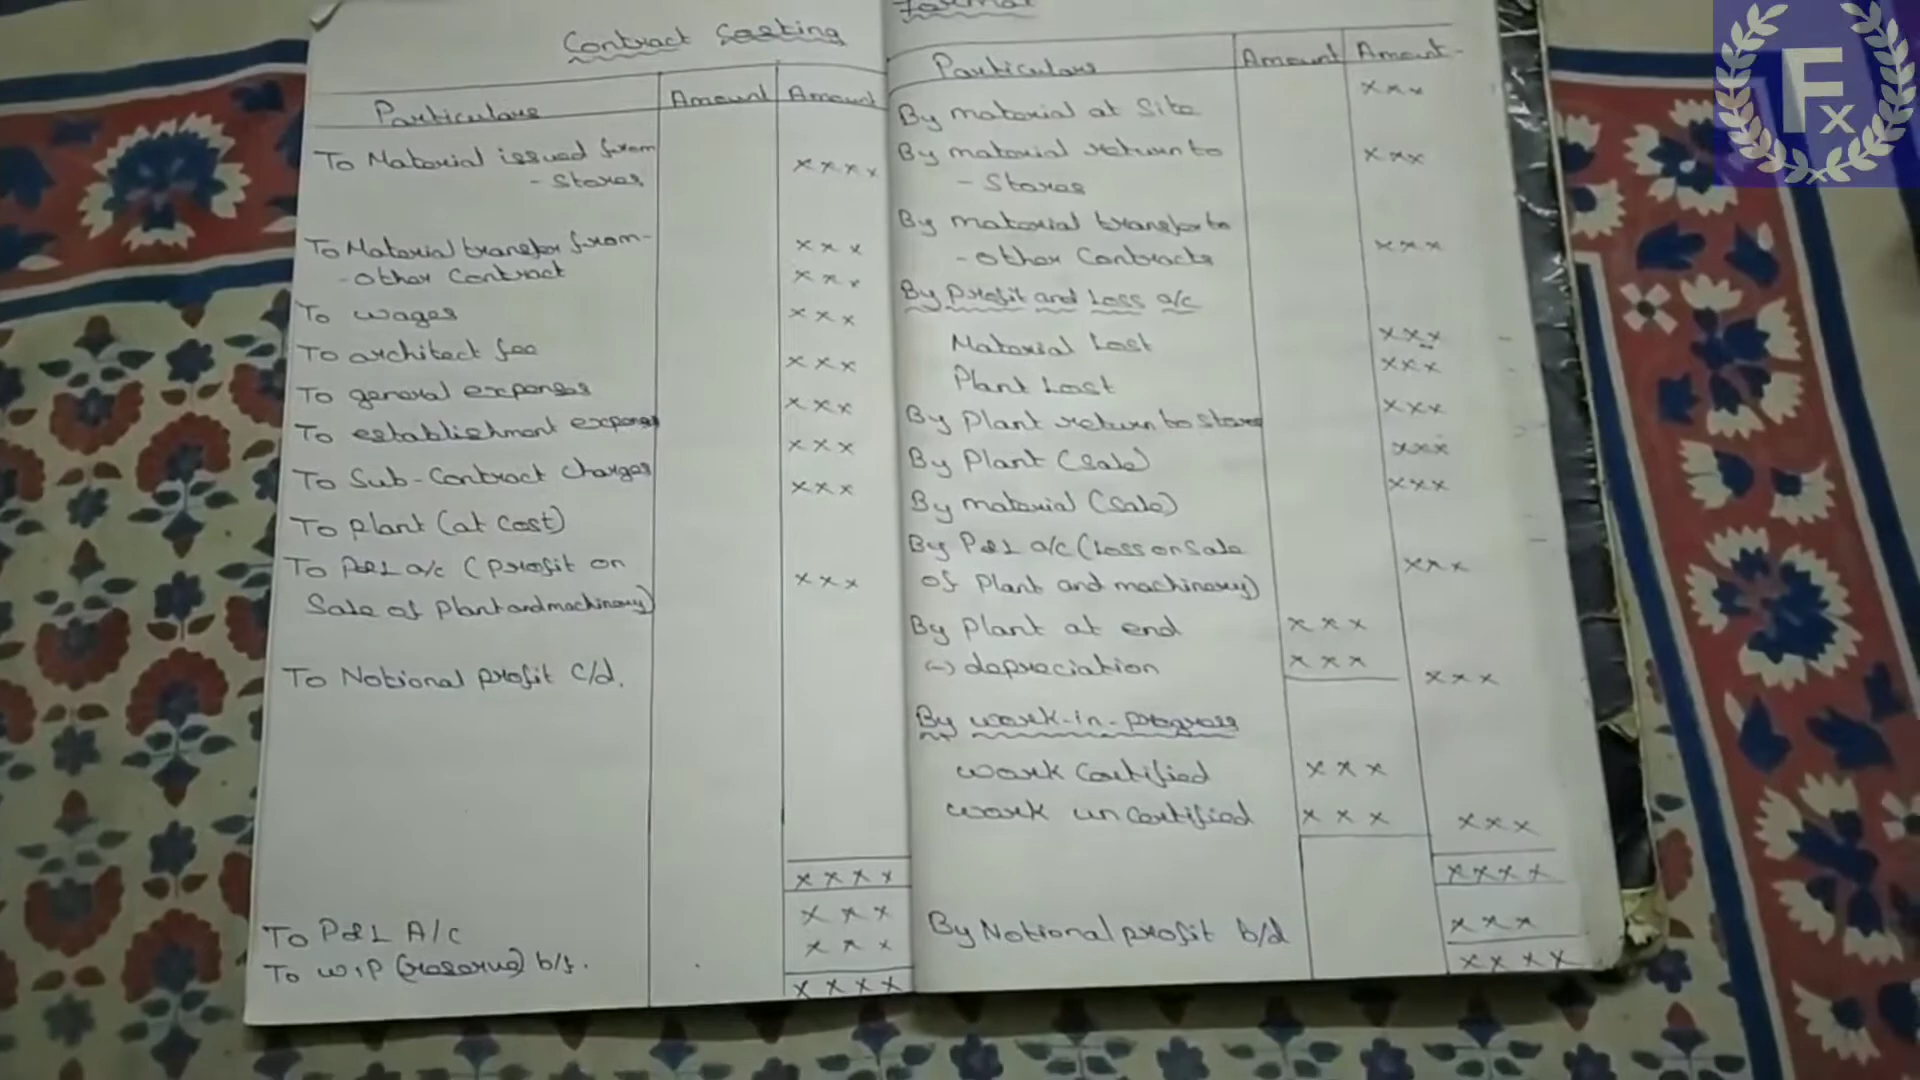 Contract Costing
Particulars Amount Amount
To Material issued from
- Stores xxxx
To Material transfer from-
- Other Contract xxx
xxx
To wages xxx
To architect fee
xxx
To general expenses
xxx
To establishment expenses
xxx
To Sub-Contract charges
xxx
To plant (at cost)
To P&L a/c (profit on
xxx
Sale of plant and machinery)
To Notional profit c/d.
xxxx
xxx
To P&L A/c
xxx
To W.I.P (reserve) b/f.
xxxx
Format
Particulars Amount Amount
By material at Site xxx
By material return to xxx
- Stores
By material transfer to
- Other Contracts xxx
By Profit and Loss a/c
Material Lost xxx
Plant Lost xxx
By Plant return to store xxx
By Plant (Sale) xxx
By material (Sale) xxx
By P&L a/c (Loss on Sale
of Plant and machinery) xxx
By Plant at end xxx
(-) depreciation xxx xxx
By work-in-progress
work Certified xxx
work uncertified xxx xxx
xxxx
By Notional profit b/d xxx
xxxx
Fx